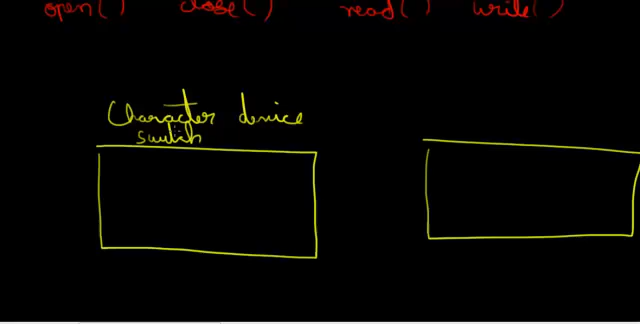 open( ) close( ) read( ) write( )
Character device
switch